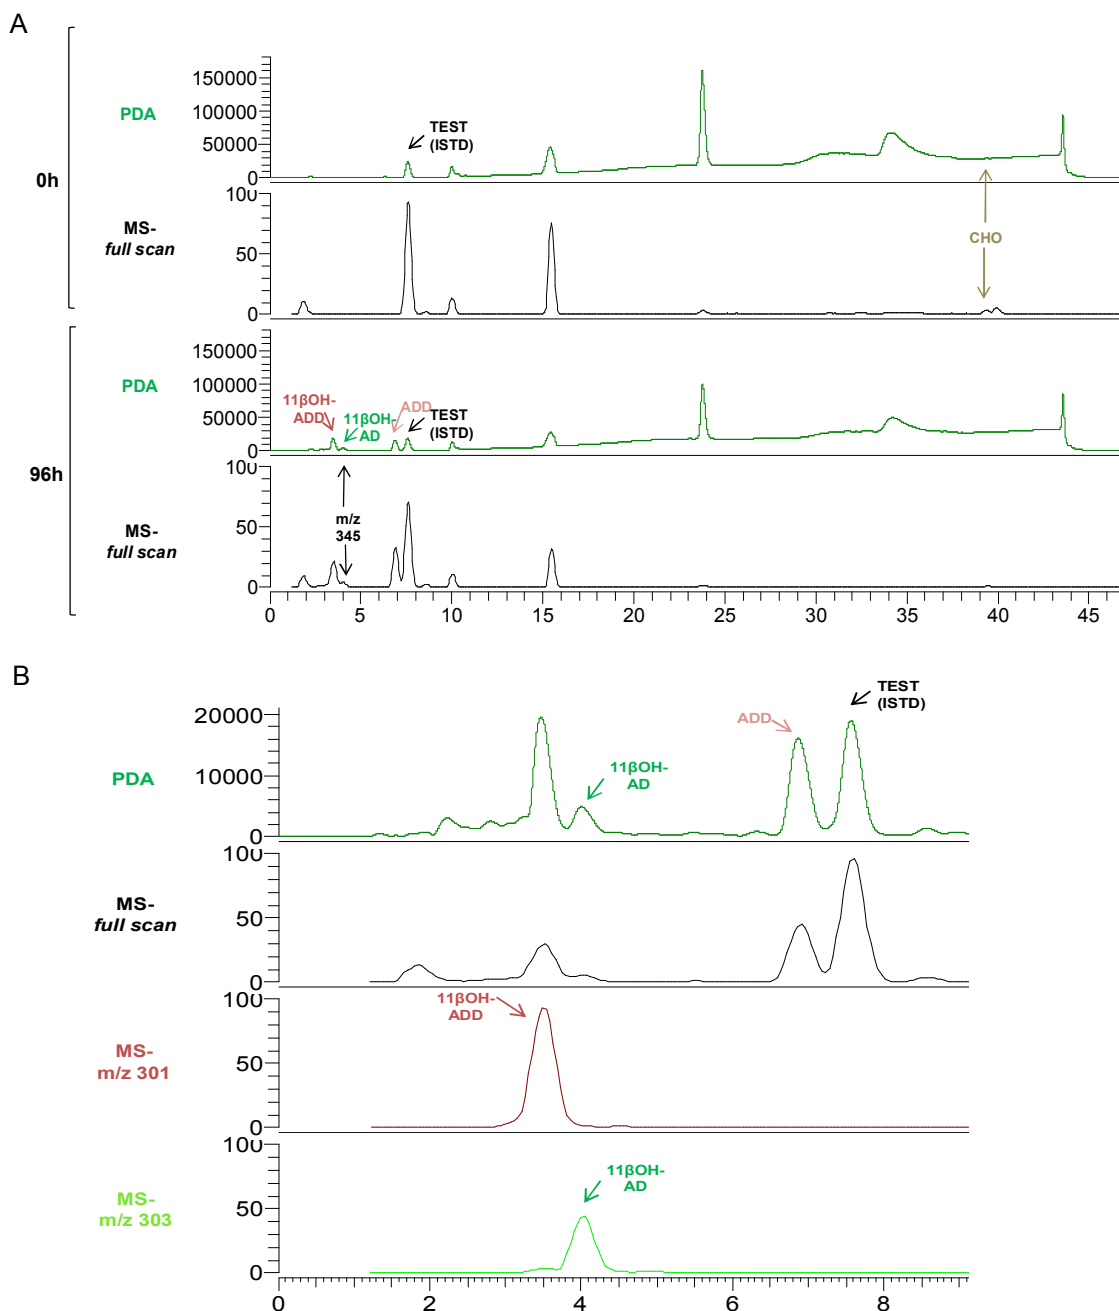 A
0h
PDA
150000
100000
50000
0
TEST
(ISTD)
MS-
full scan
100
50
0
CHO
96h
PDA
150000
100000
50000
0
11βOH-
ADD
11βOH-
AD
ADD
TEST
(ISTD)
MS-
full scan
100
50
0
m/z
345
0 5 10 15 20 25 30 35 40 45
B
PDA
20000
10000
0
11βOH-
AD
ADD
TEST
(ISTD)
MS-
full scan
100
50
0
MS-
m/z 301
100
50
0
11βOH-
ADD
MS-
m/z 303
100
50
0
11βOH-
AD
0 2 4 6 8